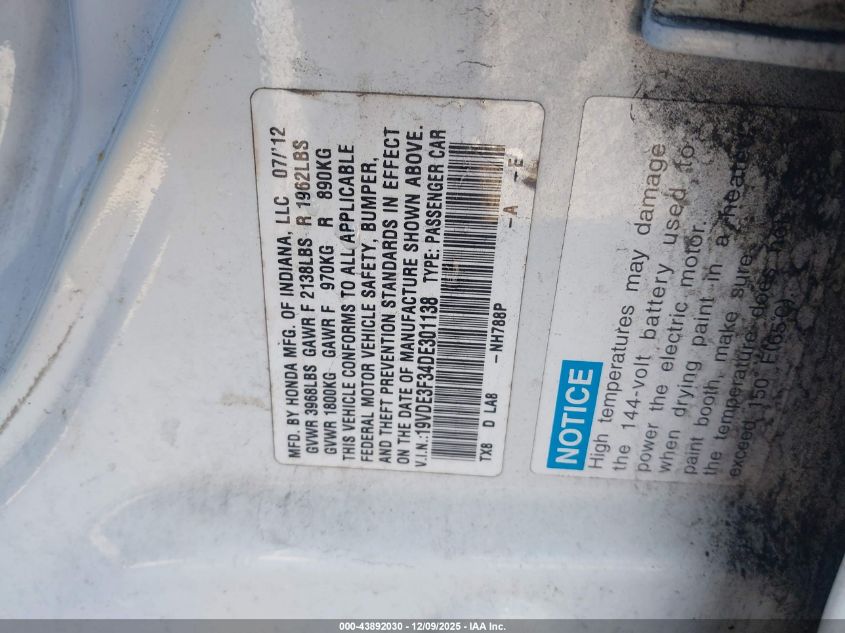 MFD. BY HONDA MFG. OF INDIANA, LLC 07/'12
GVWR 3968LBS GAWR F 2138LBS R 1962LBS
GVWR 1800KG GAWR F 970KG R 890KG
THIS VEHICLE CONFORMS TO ALL APPLICABLE
FEDERAL MOTOR VEHICLE SAFETY, BUMPER,
AND THEFT PREVENTION STANDARDS IN EFFECT
ON THE DATE OF MANUFACTURE SHOWN ABOVE.
V.I.N.:19VDE3F34DE301138 TYPE: PASSENGER CAR
TX8 D LA8 -NH788P -A -E
NOTICE
High temperatures may damage
the 144-volt battery used to
power the electric motor.
when drying paint in a heated
paint booth, make sure
the temperature does not
exceed 150°F(65°C)
000-43892030 - 12/09/2025 - IAA Inc.